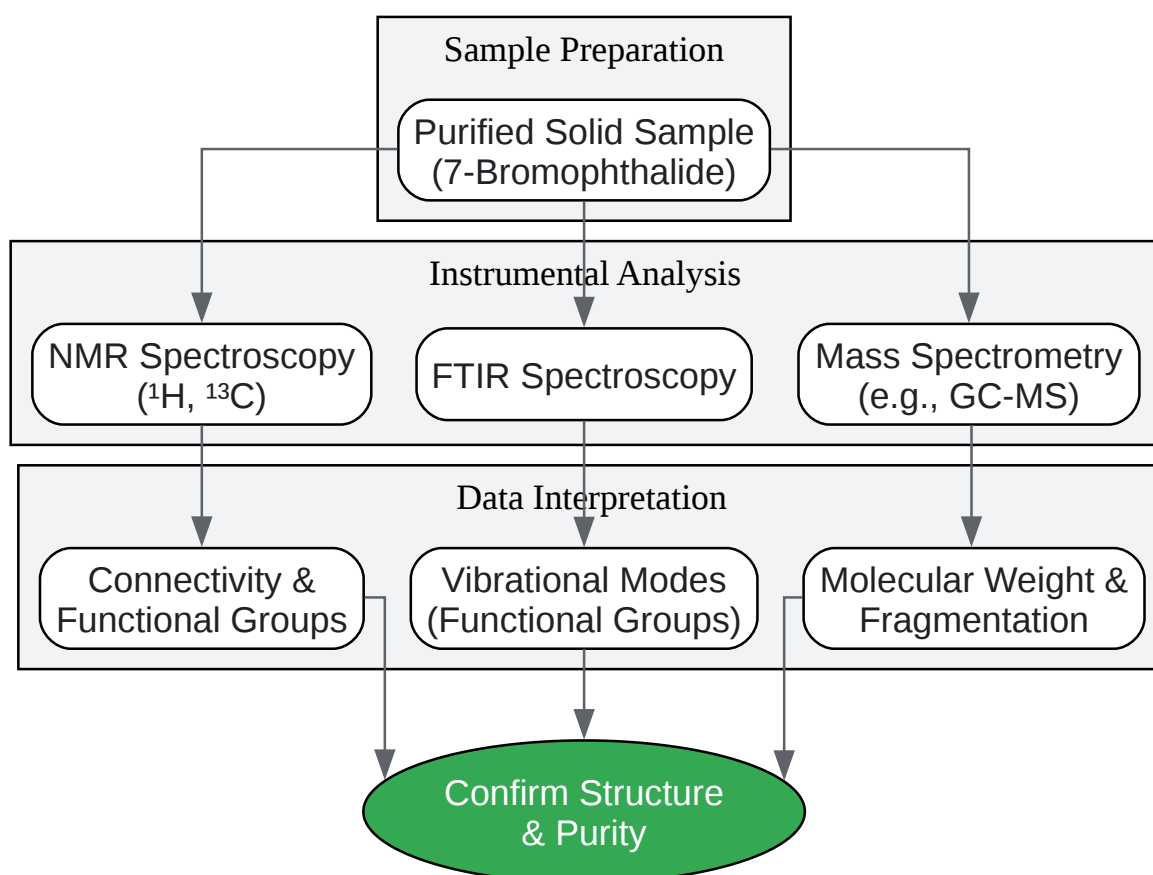 Sample Preparation
Purified Solid Sample
(7-Bromophthalide)
Instrumental Analysis
NMR Spectroscopy
(¹H, ¹³C)
FTIR Spectroscopy
Mass Spectrometry
(e.g., GC-MS)
Data Interpretation
Connectivity &
Functional Groups
Vibrational Modes
(Functional Groups)
Molecular Weight &
Fragmentation
Confirm Structure
& Purity